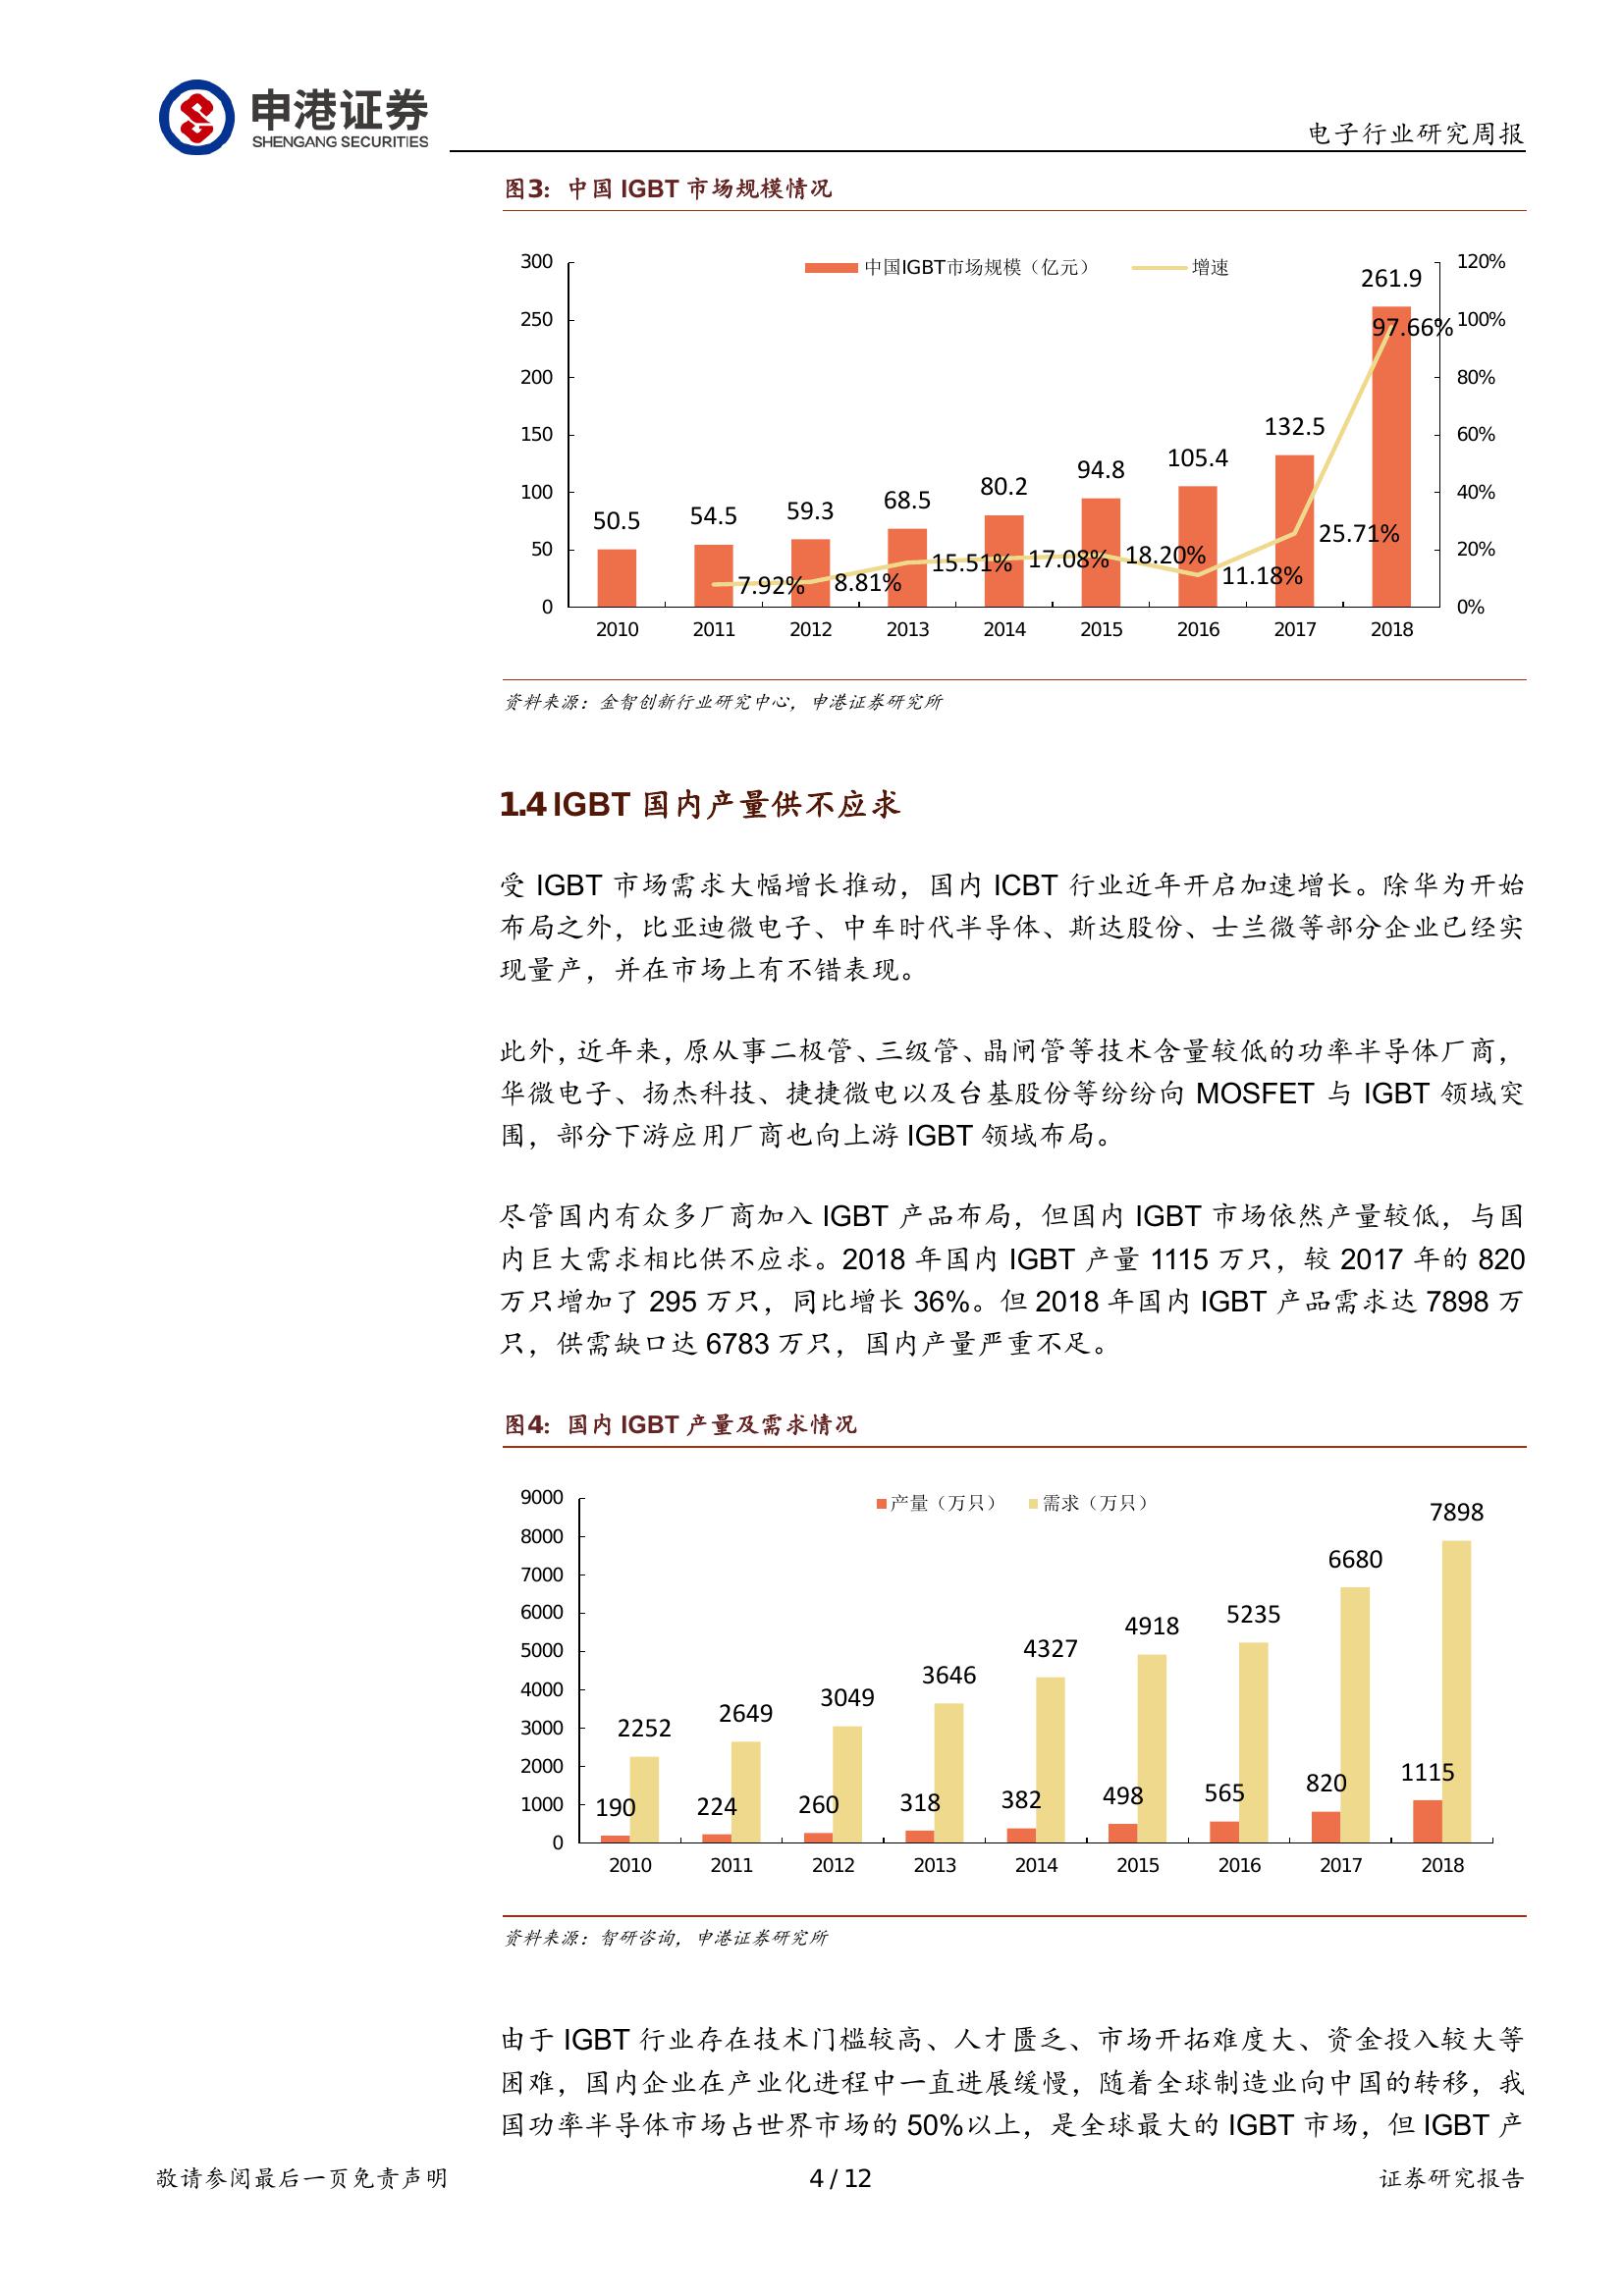 申港证券
SHENGANG SECURITIES
电子行业研究周报
图3: 中国 IGBT 市场规模情况
中国IGBT市场规模（亿元） 增速
300
250
200
150
100
50
0
120%
100%
80%
60%
40%
20%
0%
50.5 54.5 59.3 68.5 80.2 94.8 105.4 132.5 261.9
7.92% 8.81% 15.51% 17.08% 18.20% 11.18% 25.71% 97.66%
2010 2011 2012 2013 2014 2015 2016 2017 2018
资料来源：金智创新行业研究中心，申港证券研究所
1.4 IGBT 国内产量供不应求
受 IGBT 市场需求大幅增长推动，国内 ICBT 行业近年开启加速增长。除华为开始
布局之外，比亚迪微电子、中车时代半导体、斯达股份、士兰微等部分企业已经实
现量产，并在市场上有不错表现。
此外，近年来，原从事二极管、三级管、晶闸管等技术含量较低的功率半导体厂商，
华微电子、扬杰科技、捷捷微电以及台基股份等纷纷向 MOSFET 与 IGBT 领域突
围，部分下游应用厂商也向上游 IGBT 领域布局。
尽管国内有众多厂商加入 IGBT 产品布局，但国内 IGBT 市场依然产量较低，与国
内巨大需求相比供不应求。2018 年国内 IGBT 产量 1115 万只，较 2017 年的 820
万只增加了 295 万只，同比增长 36%。但 2018 年国内 IGBT 产品需求达 7898 万
只，供需缺口达 6783 万只，国内产量严重不足。
图4: 国内 IGBT 产量及需求情况
产量（万只） 需求（万只）
9000
8000
7000
6000
5000
4000
3000
2000
1000
0
2252 2649 3049 3646 4327 4918 5235 6680 7898
190 224 260 318 382 498 565 820 1115
2010 2011 2012 2013 2014 2015 2016 2017 2018
资料来源：智研咨询，申港证券研究所
由于 IGBT 行业存在技术门槛较高、人才匮乏、市场开拓难度大、资金投入较大等
困难，国内企业在产业化进程中一直进展缓慢，随着全球制造业向中国的转移，我
国功率半导体市场占世界市场的 50%以上，是全球最大的 IGBT 市场，但 IGBT 产
敬请参阅最后一页免责声明
4 / 12
证券研究报告